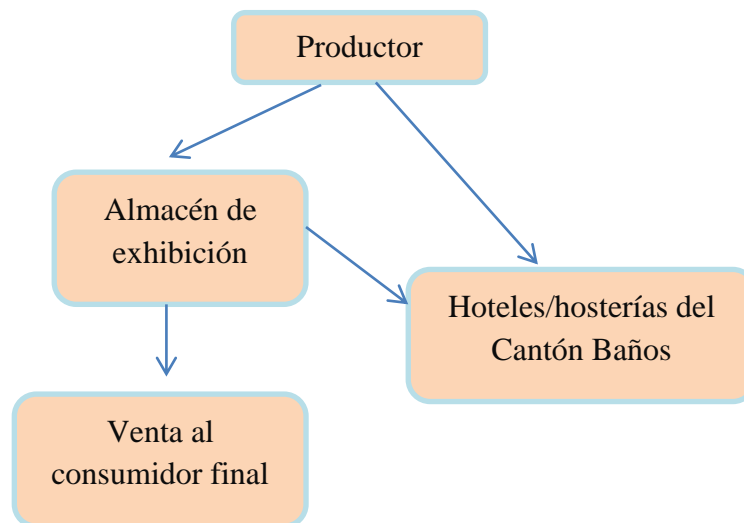 Productor
Almacén de
exhibición
Hoteles/hosterías del
Cantón Baños
Venta al
consumidor final